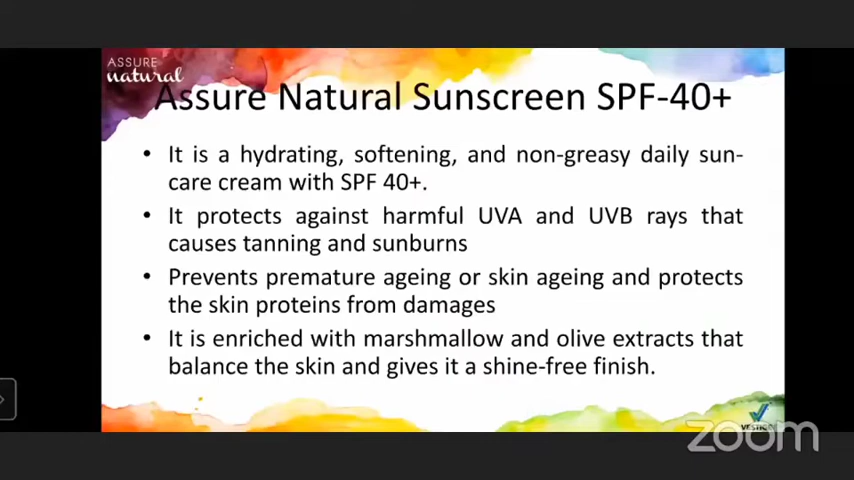 ASSURE
natural
Assure Natural Sunscreen SPF-40+
• It is a hydrating, softening, and non-greasy daily sun-
care cream with SPF 40+.
• It protects against harmful UVA and UVB rays that
causes tanning and sunburns
• Prevents premature ageing or skin ageing and protects
the skin proteins from damages
• It is enriched with marshmallow and olive extracts that
balance the skin and gives it a shine-free finish.
zoom